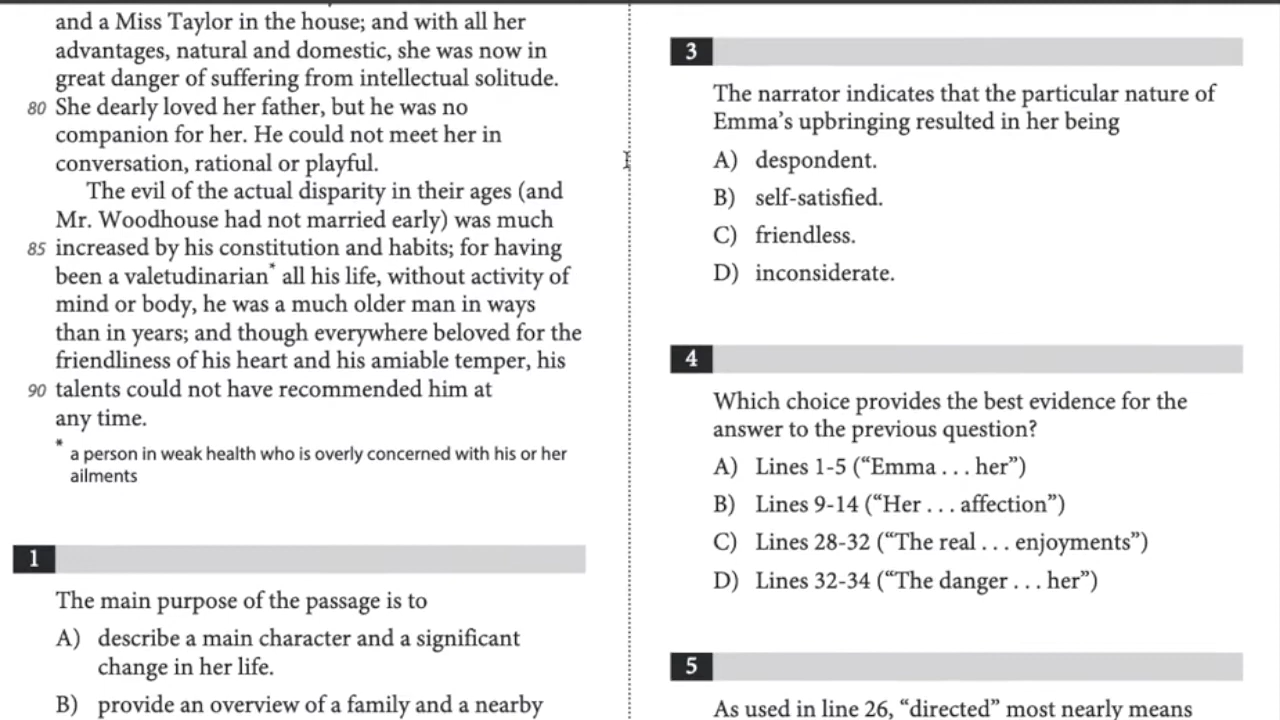 and a Miss Taylor in the house; and with all her
advantages, natural and domestic, she was now in
great danger of suffering from intellectual solitude.
80 She dearly loved her father, but he was no
companion for her. He could not meet her in
conversation, rational or playful.
The evil of the actual disparity in their ages (and
Mr. Woodhouse had not married early) was much
85 increased by his constitution and habits; for having
been a valetudinarian* all his life, without activity of
mind or body, he was a much older man in ways
than in years; and though everywhere beloved for the
friendliness of his heart and his amiable temper, his
90 talents could not have recommended him at
any time.
* a person in weak health who is overly concerned with his or her
ailments
1
The main purpose of the passage is to
A) describe a main character and a significant
change in her life.
B) provide an overview of a family and a nearby
3
The narrator indicates that the particular nature of
Emma’s upbringing resulted in her being
A) despondent.
B) self-satisfied.
C) friendless.
D) inconsiderate.
4
Which choice provides the best evidence for the
answer to the previous question?
A) Lines 1-5 (“Emma . . . her”)
B) Lines 9-14 (“Her . . . affection”)
C) Lines 28-32 (“The real . . . enjoyments”)
D) Lines 32-34 (“The danger . . . her”)
5
As used in line 26, “directed” most nearly means